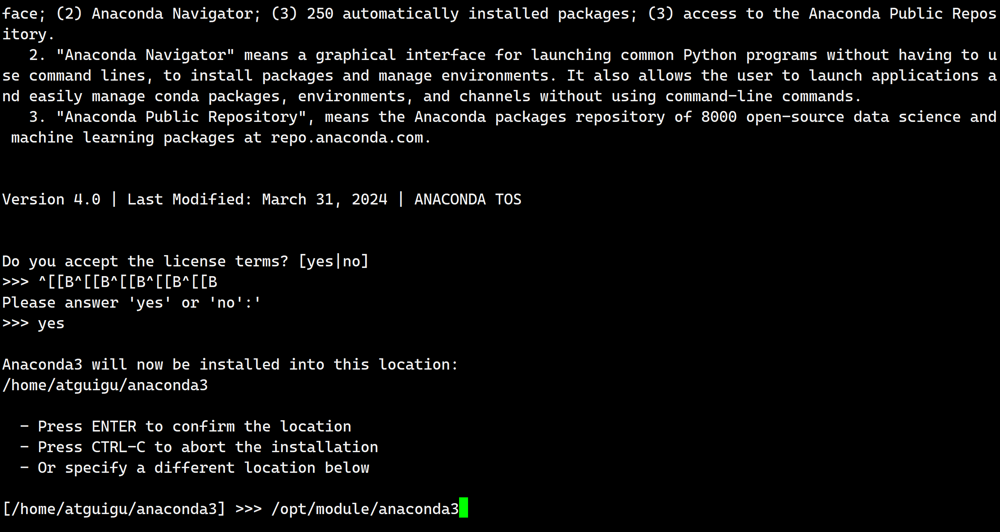 face; (2) Anaconda Navigator; (3) 250 automatically installed packages; (3) access to the Anaconda Public Repos
itory.
   2. "Anaconda Navigator" means a graphical interface for launching common Python programs without having to u
se command lines, to install packages and manage environments. It also allows the user to launch applications a
nd easily manage conda packages, environments, and channels without using command-line commands.
   3. "Anaconda Public Repository", means the Anaconda packages repository of 8000 open-source data science and
 machine learning packages at repo.anaconda.com.
Version 4.0 | Last Modified: March 31, 2024 | ANACONDA TOS
Do you accept the license terms? [yes|no]
>>> ^[[B^[[B^[[B^[[B^[[B
Please answer 'yes' or 'no':'
>>> yes
Anaconda3 will now be installed into this location:
/home/atguigu/anaconda3
  - Press ENTER to confirm the location
  - Press CTRL-C to abort the installation
  - Or specify a different location below
[/home/atguigu/anaconda3] >>> /opt/module/anaconda3